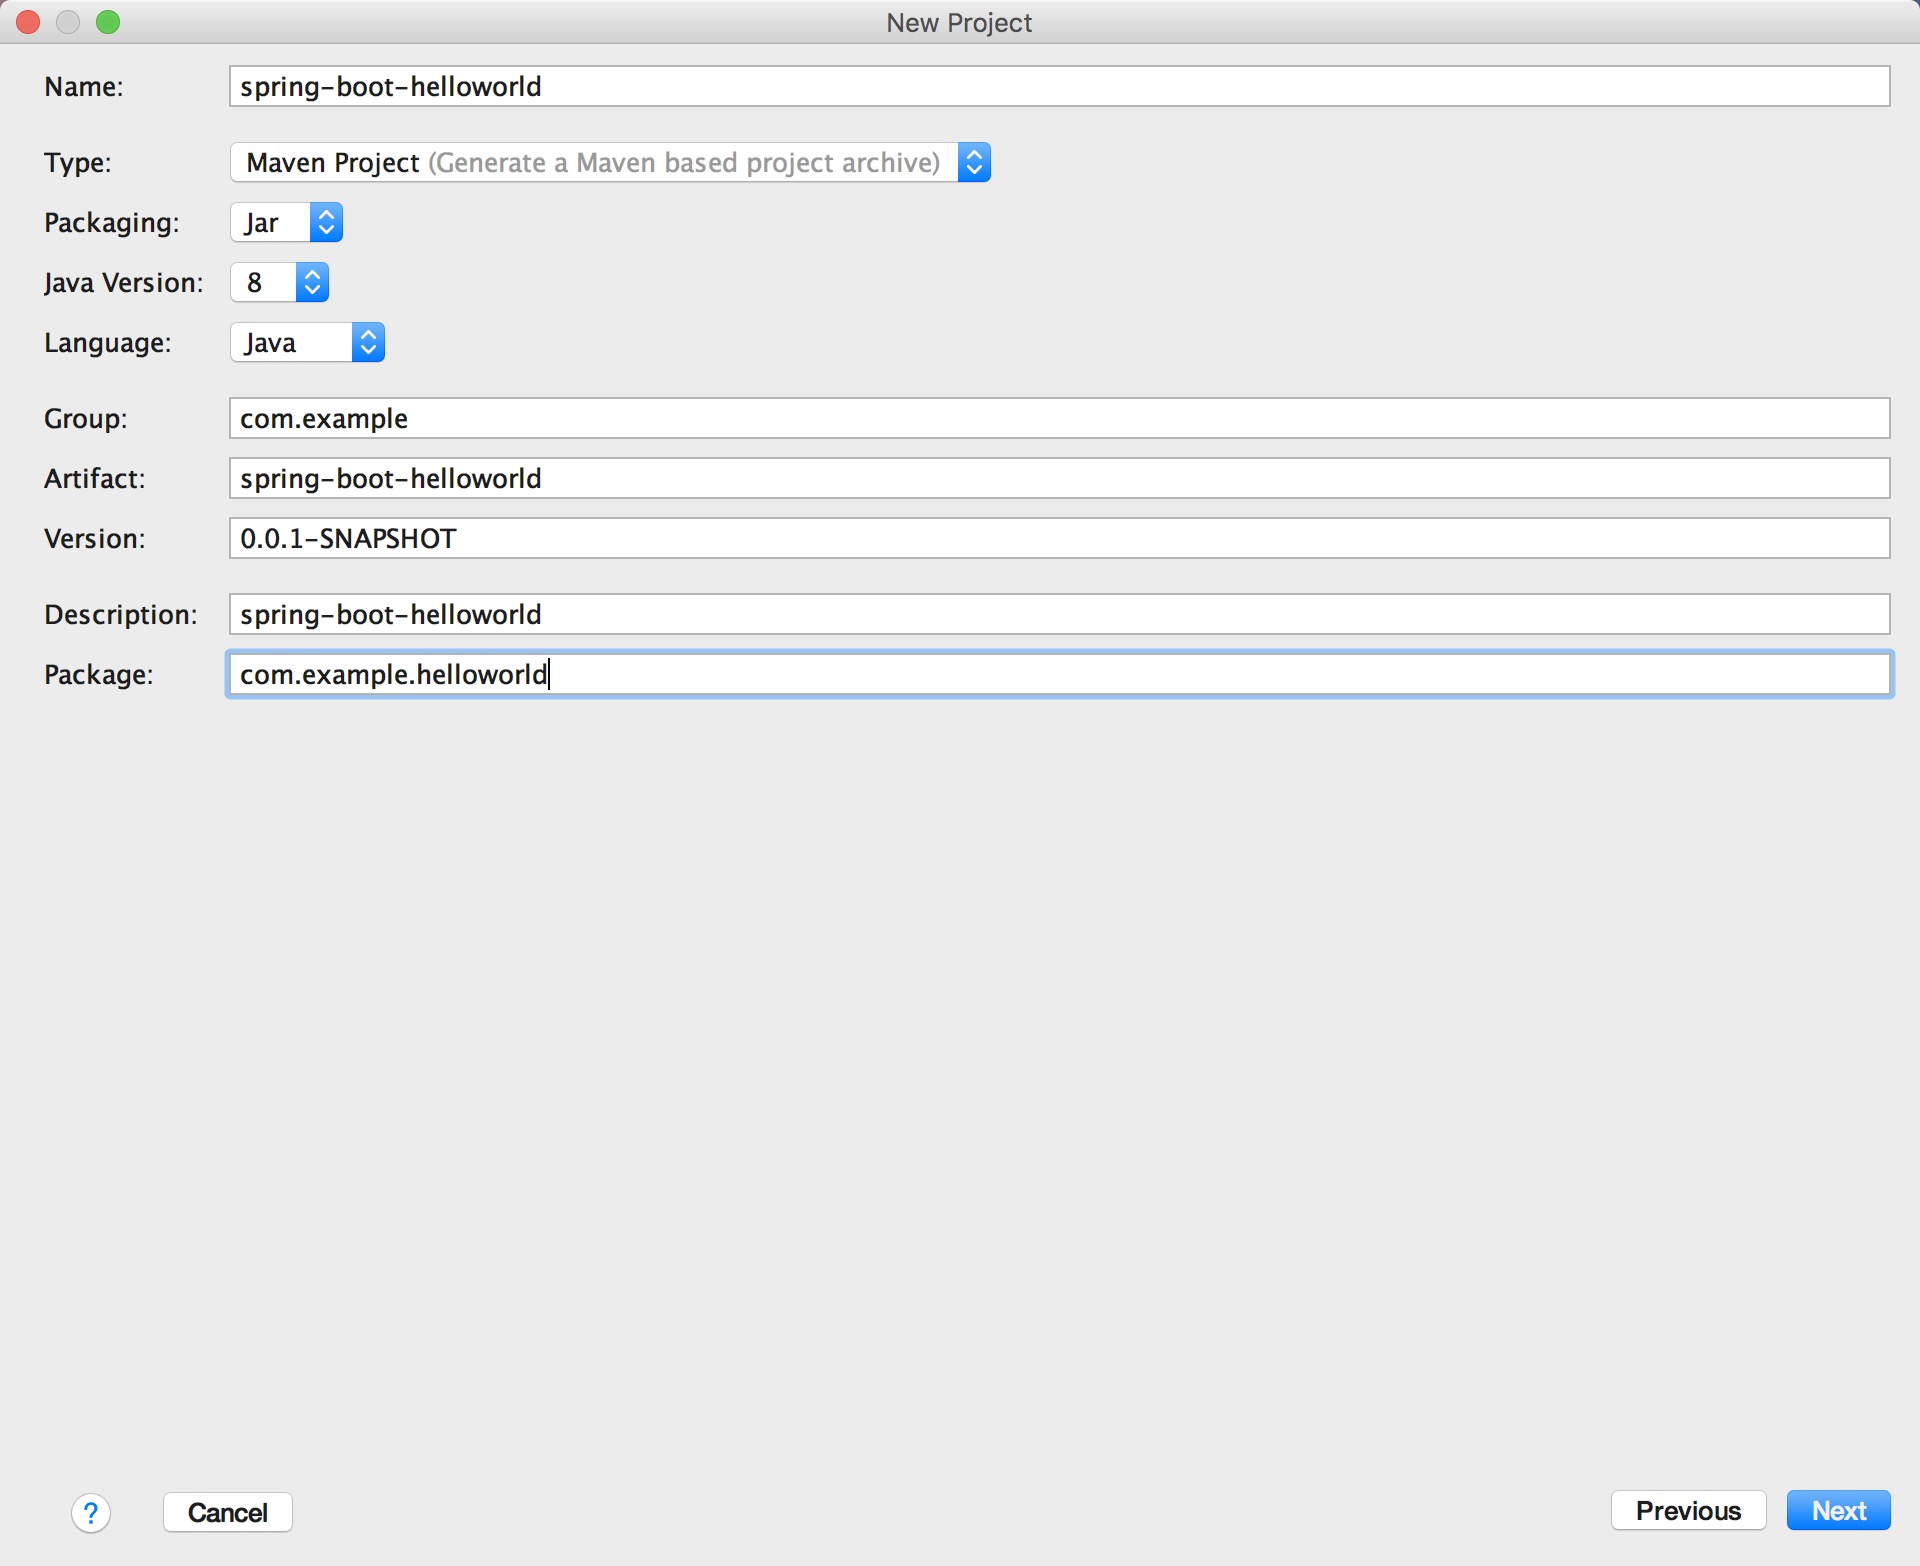 New Project
Name: spring-boot-helloworld
Type: Maven Project (Generate a Maven based project archive)
Packaging: Jar
Java Version: 8
Language: Java
Group: com.example
Artifact: spring-boot-helloworld
Version: 0.0.1-SNAPSHOT
Description: spring-boot-helloworld
Package: com.example.helloworld
? Cancel Previous Next